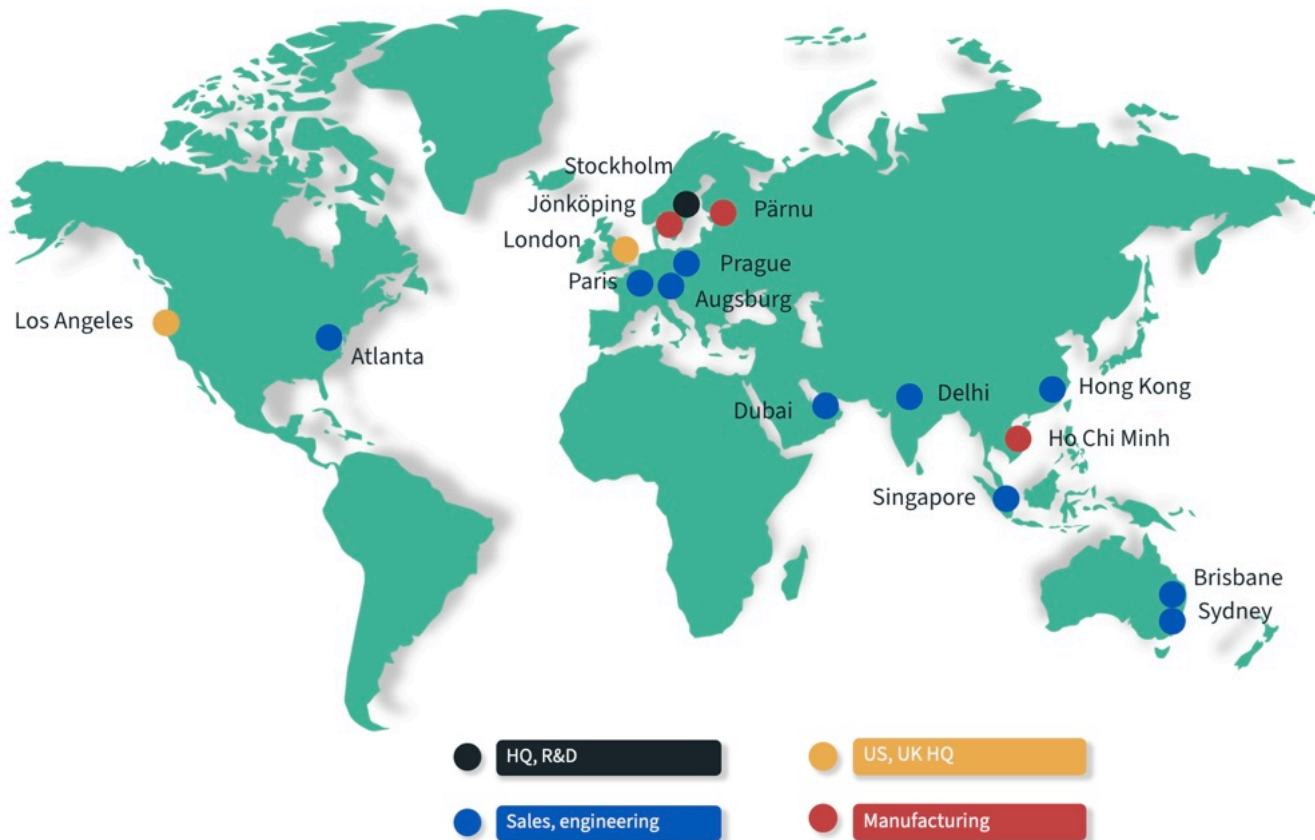 Stockholm
Jönköping
Pärnu
London
Prague
Paris
Augsburg
Los Angeles
Atlanta
Dubai
Delhi
Hong Kong
Ho Chi Minh
Singapore
Brisbane
Sydney
HQ, R&D
US, UK HQ
Sales, engineering
Manufacturing